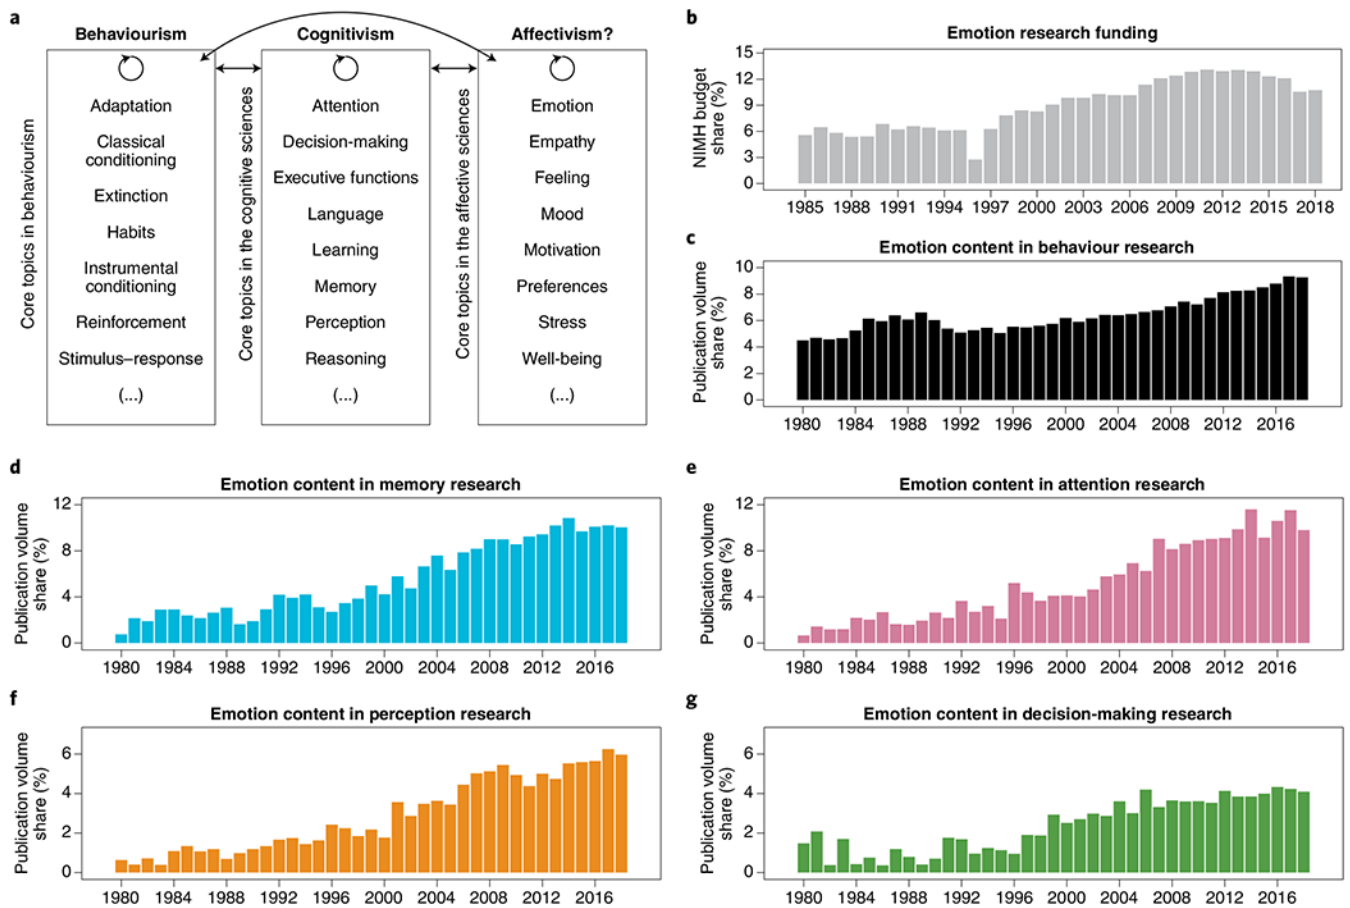 a
Behaviourism
Cognitivism
Affectivism?
Core topics in behaviourism
Adaptation
Classical
conditioning
Extinction
Habits
Instrumental
conditioning
Reinforcement
Stimulus–response
(...)
Core topics in the cognitive sciences
Attention
Decision-making
Executive functions
Language
Learning
Memory
Perception
Reasoning
(...)
Core topics in the affective sciences
Emotion
Empathy
Feeling
Mood
Motivation
Preferences
Stress
Well-being
(...)
b
Emotion research funding
NIMH budget
share (%)
15
12
9
6
3
0
1985 1988 1991 1994 1997 2000 2003 2006 2009 2012 2015 2018
c
Emotion content in behaviour research
Publication volume
share (%)
10
8
6
4
2
0
1980 1984 1988 1992 1996 2000 2004 2008 2012 2016
d
Emotion content in memory research
Publication volume
share (%)
12
8
4
0
1980 1984 1988 1992 1996 2000 2004 2008 2012 2016
e
Emotion content in attention research
Publication volume
share (%)
12
8
4
0
1980 1984 1988 1992 1996 2000 2004 2008 2012 2016
f
Emotion content in perception research
Publication volume
share (%)
6
4
2
0
1980 1984 1988 1992 1996 2000 2004 2008 2012 2016
g
Emotion content in decision-making research
Publication volume
share (%)
6
4
2
0
1980 1984 1988 1992 1996 2000 2004 2008 2012 2016